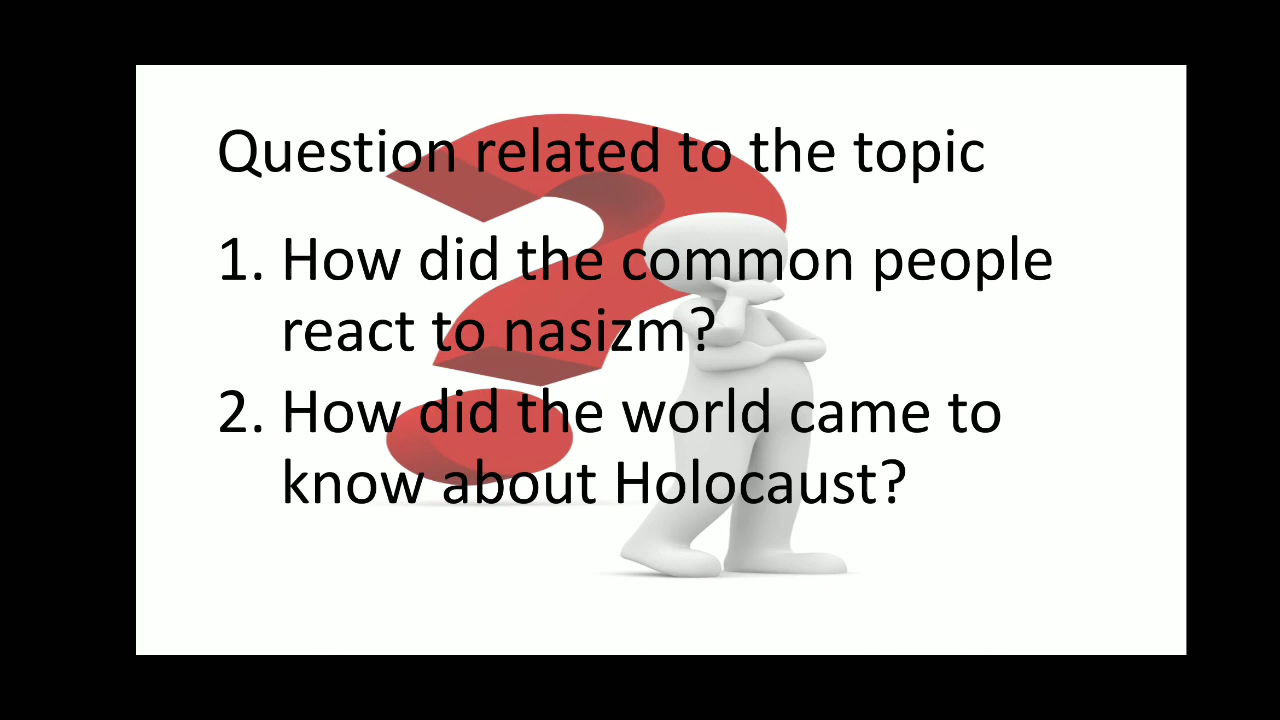 Question related to the topic
1. How did the common people
react to nasizm?
2. How did the world came to
know about Holocaust?